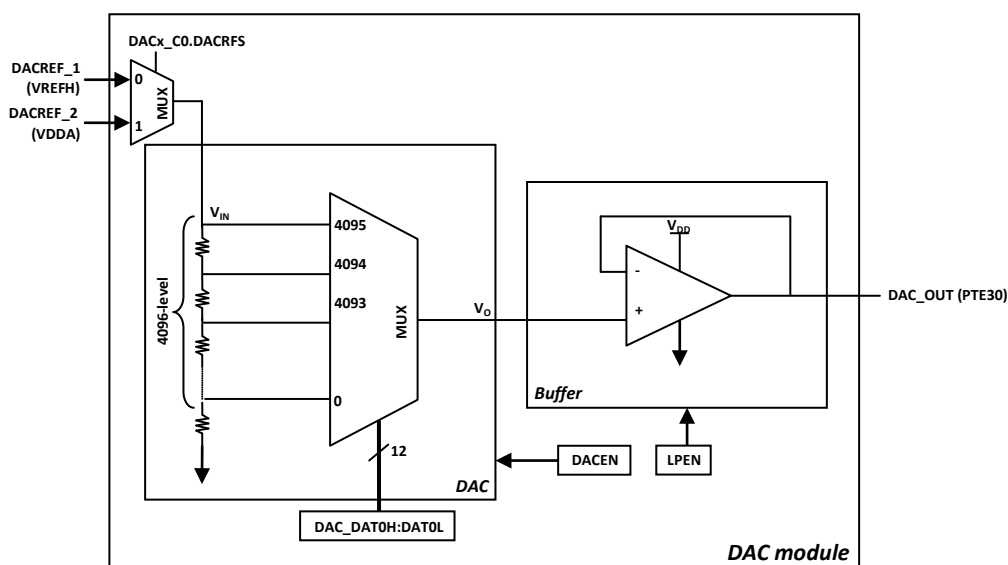 DACx_C0.DACRFS
DACREF_1
(VREFH)
0
MUX
DACREF_2
(VDDA)
1
VIN
4096-level
4095
4094
4093
0
MUX
12
VO
VDD
-
+
DAC_OUT (PTE30)
Buffer
DACEN
LPEN
DAC
DAC_DAT0H:DAT0L
DAC module